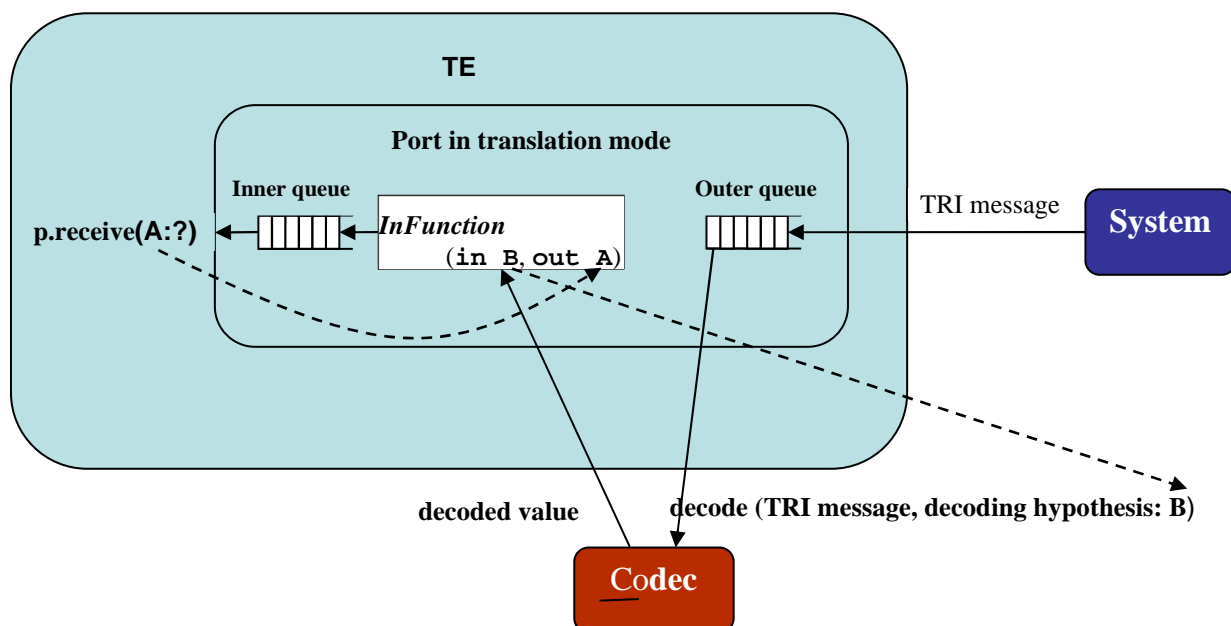 TE
Port in translation mode
Inner queue
Outer queue
p.receive(A:?)
InFunction
(in B, out A)
TRI message
System
decoded value
decode (TRI message, decoding hypothesis: B)
Codec